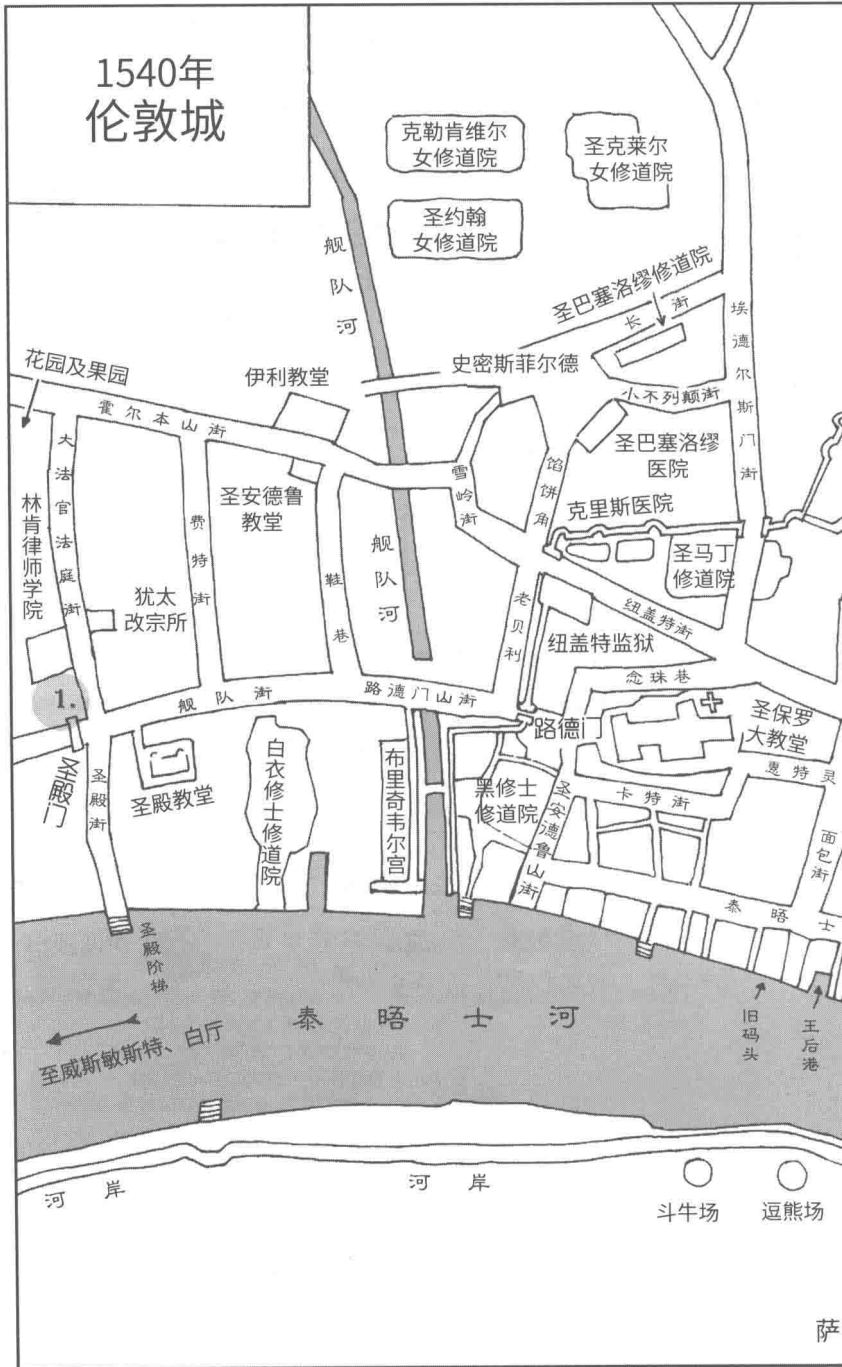 1540年
伦敦城
克勒肯维尔
女修道院
圣克莱尔
女修道院
圣约翰
女修道院
舰队河
圣巴塞洛缪修道院
长街
埃德尔斯门街
花园及果园
伊利教堂
史密斯菲尔德
小不列颠街
霍尔本山街
大法官法庭街
林肯律师学院
费特街
圣安德鲁
教堂
鞋巷
舰队河
雪岭街
馅饼角
圣巴塞洛缪
医院
克里斯医院
圣马丁
修道院
犹太
改宗所
老贝利
纽盖特街
纽盖特监狱
念珠巷
1.
舰队街
路德门山街
路德门
圣保罗
大教堂
惠特灵
圣殿门
圣殿街
圣殿教堂
白衣修士修道院
布里奇韦尔宫
黑修士
修道院
圣安德鲁山街
卡特街
面包街
泰晤士
圣殿阶梯
泰晤士河
至威斯敏斯特、白厅
旧码头
王后港
河岸
河岸
斗牛场
逗熊场
萨